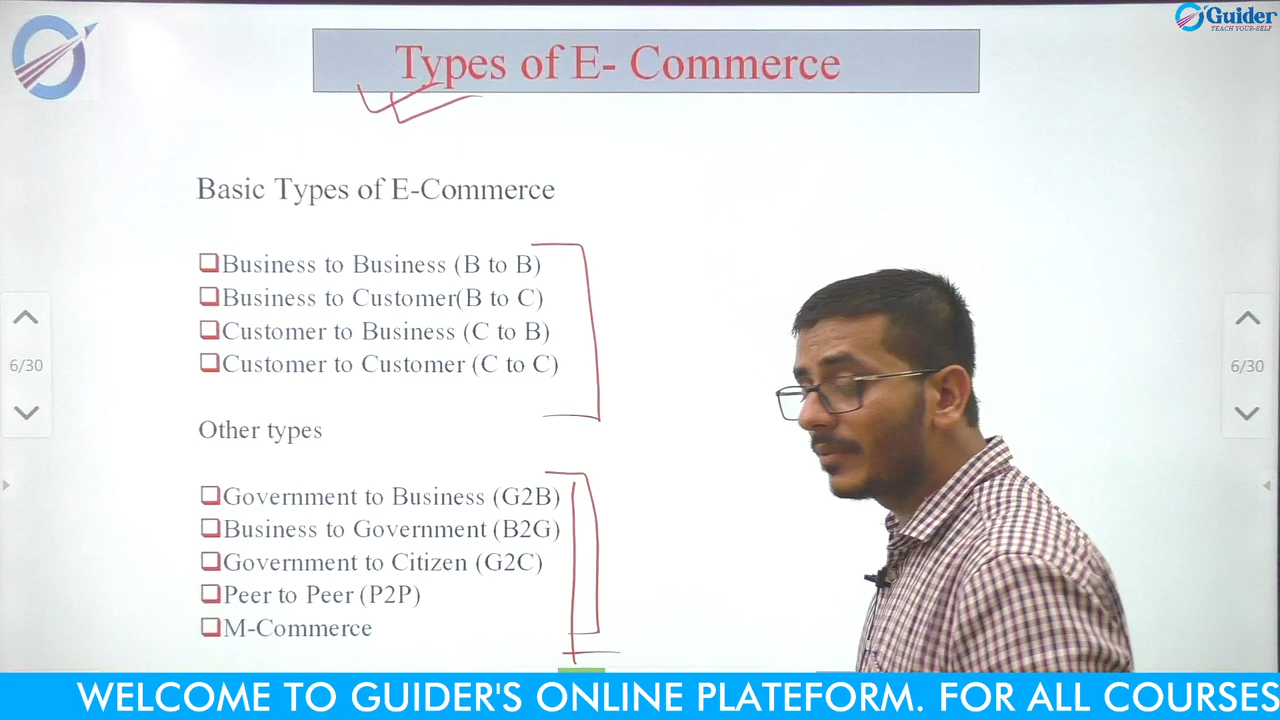 Guider
TEACH YOUR-SELF
Types of E- Commerce
Basic Types of E-Commerce
Business to Business (B to B)
Business to Customer(B to C)
Customer to Business (C to B)
Customer to Customer (C to C)
6/30
6/30
Other types
Government to Business (G2B)
Business to Government (B2G)
Government to Citizen (G2C)
Peer to Peer (P2P)
M-Commerce
WELCOME TO GUIDER'S ONLINE PLATEFORM. FOR ALL COURSES